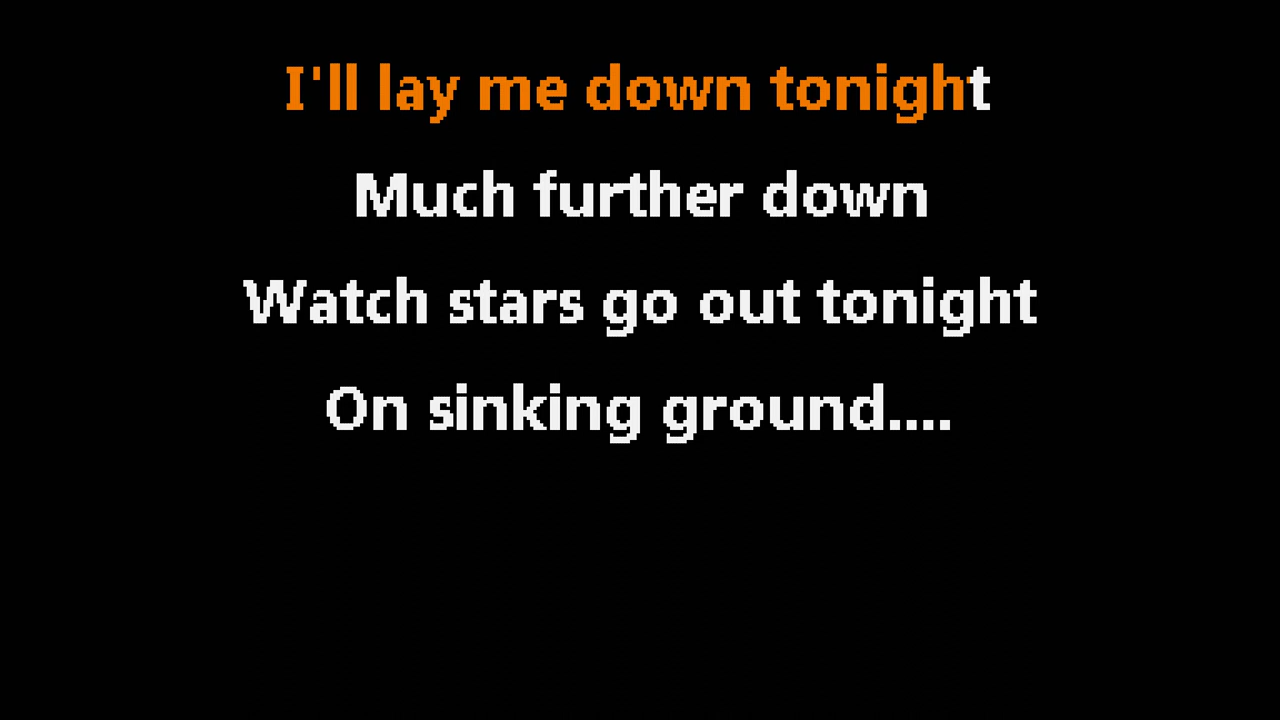 I'll lay me down tonight
Much further down
Watch stars go out tonight
On sinking ground....